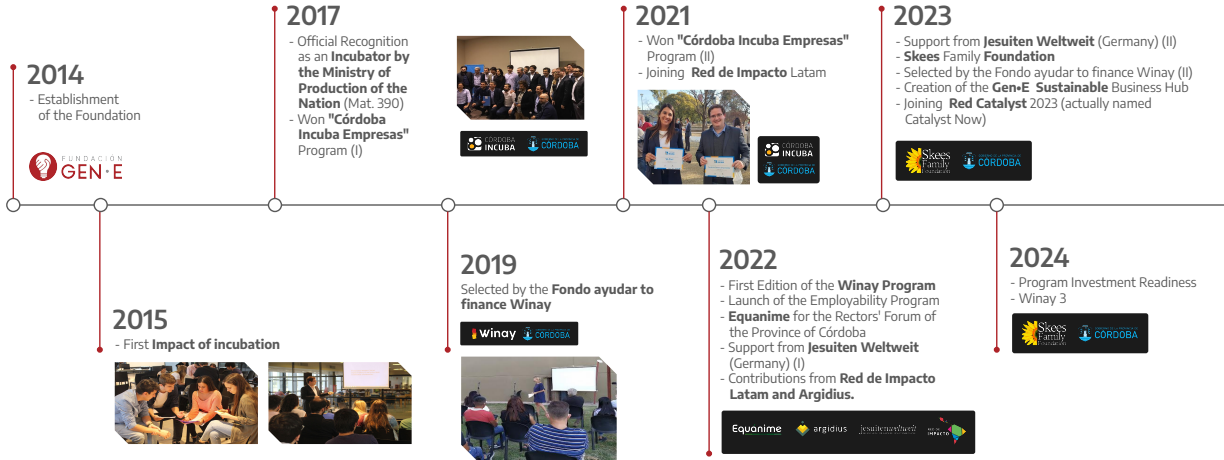 2014
- Establishment
of the Foundation
FUNDACIÓN
GEN·E
2015
- First Impact of incubation
2017
- Official Recognition
as an Incubator by
the Ministry of
Production of the
Nation (Mat. 390)
- Won "Córdoba
Incuba Empresas"
Program (I)
CÓRDOBA
INCUBA
CÓRDOBA
2019
Selected by the Fondo ayudar to
finance Winay
Winay
CÓRDOBA
2021
- Won "Córdoba Incuba Empresas"
Program (II)
- Joining Red de Impacto Latam
CÓRDOBA
INCUBA
CÓRDOBA
2022
- First Edition of the Winay Program
- Launch of the Employability Program
- Equanime for the Rectors' Forum of
the Province of Córdoba
- Support from Jesuiten Weltweit
(Germany) (I)
- Contributions from Red de Impacto
Latam and Argidius.
Equanime
argidius
jesuitenweltweit
RED DE
IMPACTO
2023
- Support from Jesuiten Weltweit (Germany) (II)
- Skees Family Foundation
- Selected by the Fondo ayudar to finance Winay (II)
- Creation of the Gen•E Sustainable Business Hub
- Joining Red Catalyst 2023 (actually named
Catalyst Now)
Skees
Family
Foundation
CÓRDOBA
2024
- Program Investment Readiness
- Winay 3
Skees
Family
Foundation
CÓRDOBA